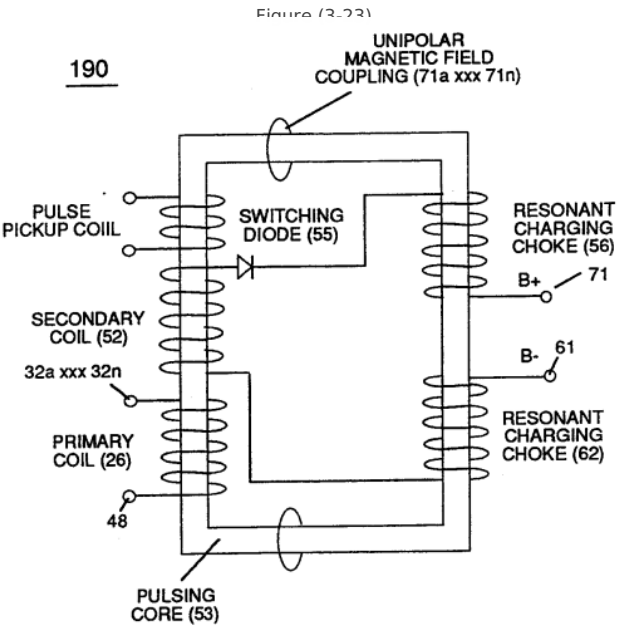 Figure (3-23)
190
UNIPOLAR
MAGNETIC FIELD
COUPLING (71a xxx 71n)
PULSE
PICKUP COIIL
SWITCHING
DIODE (55)
RESONANT
CHARGING
CHOKE (56)
B+
71
SECONDARY
COIL (52)
32a xxx 32n
B-
61
PRIMARY
COIL (26)
RESONANT
CHARGING
CHOKE (62)
48
PULSING
CORE (53)